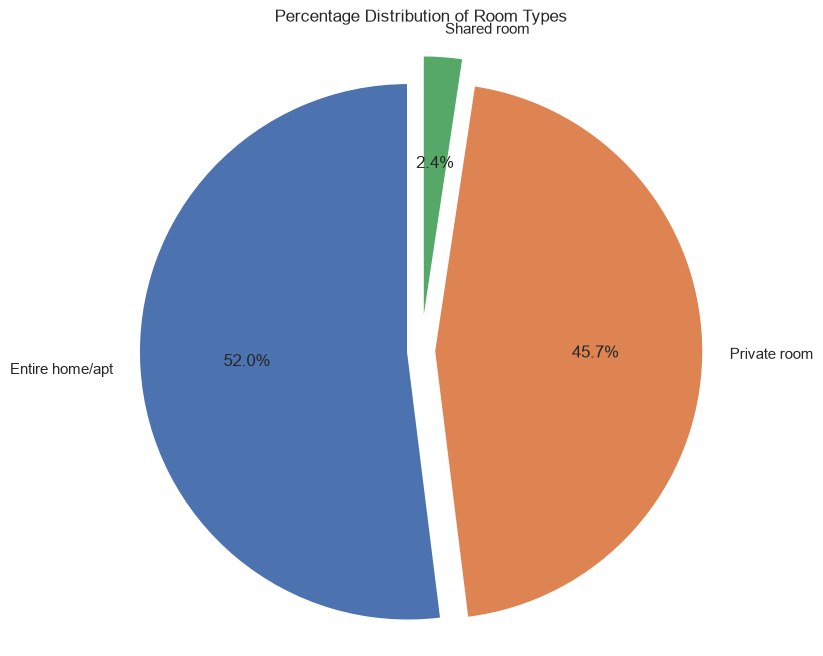 Percentage Distribution of Room Types
Shared room
2.4%
52.0%
45.7%
Entire home/apt
Private room